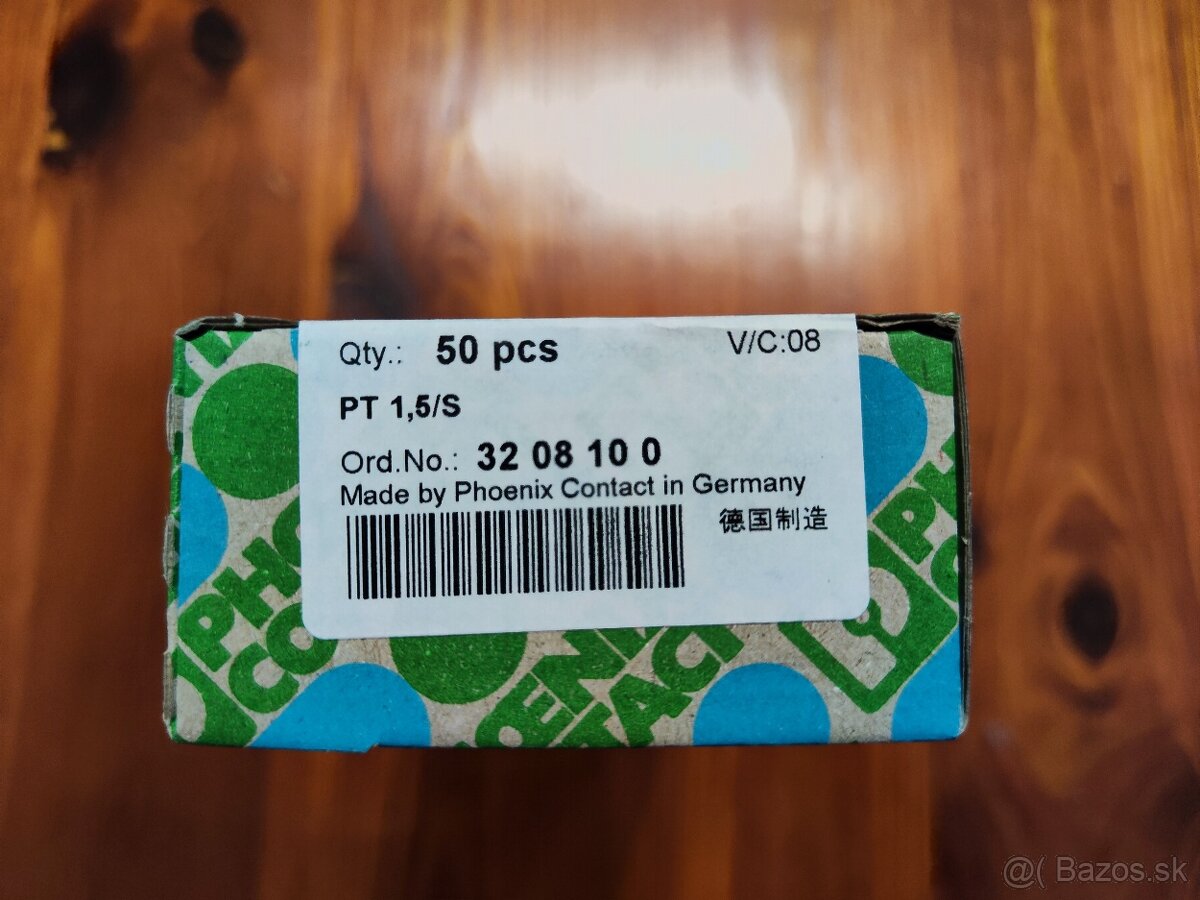 Qty.: 50 pcs V/C:08
PT 1,5/S
Ord.No.: 32 08 10 0
Made by Phoenix Contact in Germany
德国制造
@( Bazos.sk